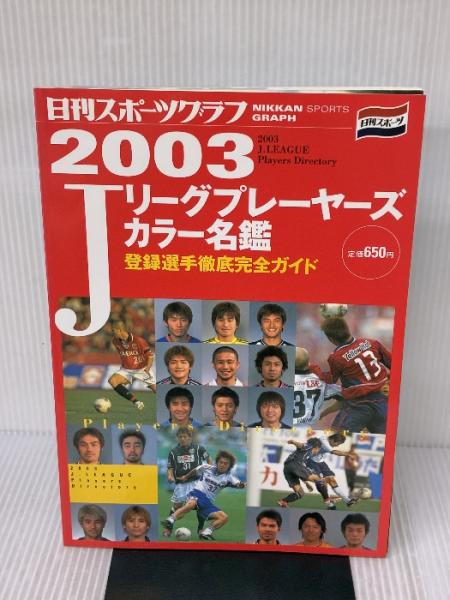 日刊スポーツグラフ
NIKKAN SPORTS
GRAPH
日刊スポーツ
2003
2003
J.LEAGUE
Players Directory
Jリーグプレーヤーズ
カラー名鑑
登録選手徹底完全ガイド
定価650円
13
37
31
Players Directory
2003
J.LEAGUE
Players
Directory